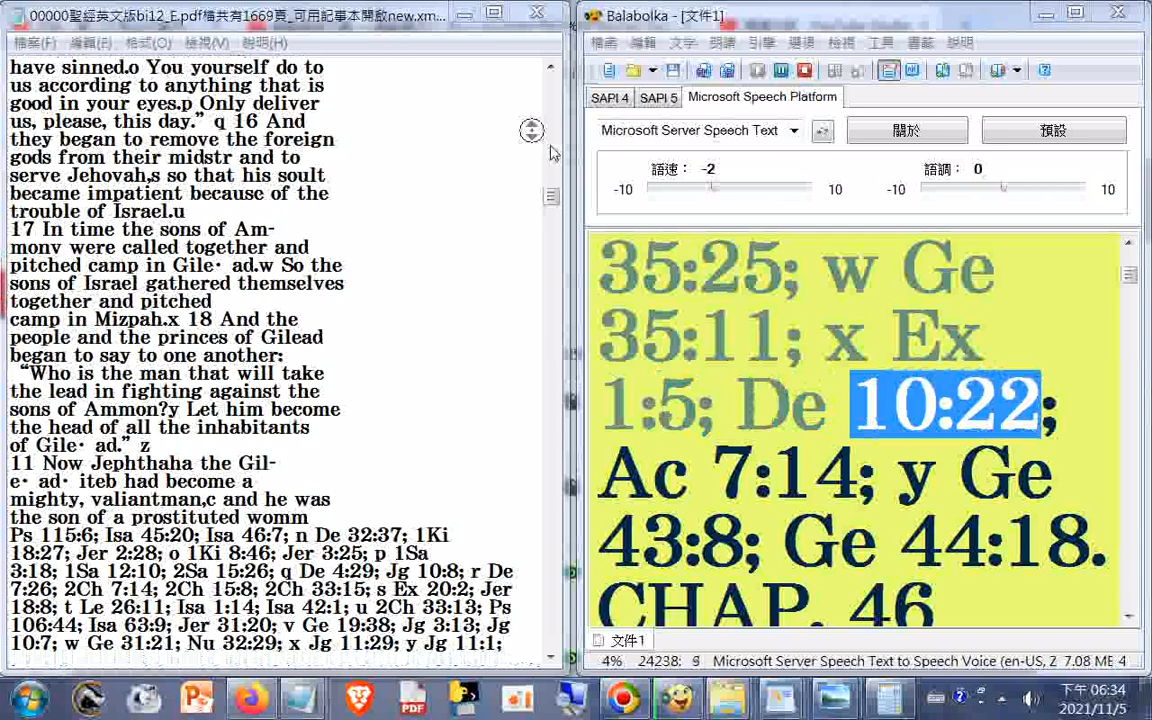 00000聖經英文版bi12_E.pdf檔共有1669頁_可用記事本開啟new.xm...
檔案(F) 編輯(E) 格式(O) 檢視(V) 說明(H)
have sinned.o You yourself do to
us according to anything that is
good in your eyes.p Only deliver
us, please, this day.” q 16 And
they began to remove the foreign
gods from their midstr and to
serve Jehovah,s so that his soult
became impatient because of the
trouble of Israel.u
17 In time the sons of Am-
monv were called together and
pitched camp in Gile· ad.w So the
sons of Israel gathered themselves
together and pitched
camp in Mizpah.x 18 And the
people and the princes of Gilead
began to say to one another:
“Who is the man that will take
the lead in fighting against the
sons of Ammon?y Let him become
the head of all the inhabitants
of Gile· ad.” z
11 Now Jephthaha the Gil-
e· ad· iteb had become a
mighty, valiantman,c and he was
the son of a prostituted womm
Ps 115:6; Isa 45:20; Isa 46:7; n De 32:37; 1Ki
18:27; Jer 2:28; o 1Ki 8:46; Jer 3:25; p 1Sa
3:18; 1Sa 12:10; 2Sa 15:26; q De 4:29; Jg 10:8; r De
7:26; 2Ch 7:14; 2Ch 15:8; 2Ch 33:15; s Ex 20:2; Jer
18:8; t Le 26:11; Isa 1:14; Isa 42:1; u 2Ch 33:13; Ps
106:44; Isa 63:9; Jer 31:20; v Ge 19:38; Jg 3:13; Jg
10:7; w Ge 31:21; Nu 32:29; x Jg 11:29; y Jg 11:1;
Balabolka - [文件1]
檔案 編輯 文字 朗讀 引擎 選項 檢視 工具 書籤 說明
SAPI 4 SAPI 5 Microsoft Speech Platform
Microsoft Server Speech Text 關於 預設
語速： -2 語調： 0
-10 10 -10 10
35:25; w Ge
35:11; x Ex
1:5; De 10:22;
Ac 7:14; y Ge
43:8; Ge 44:18.
CHAP. 46
文件1
4% 24238: 9 Microsoft Server Speech Text to Speech Voice (en-US, Z 7.08 ME 4
PDF
下午 06:34
2021/11/5